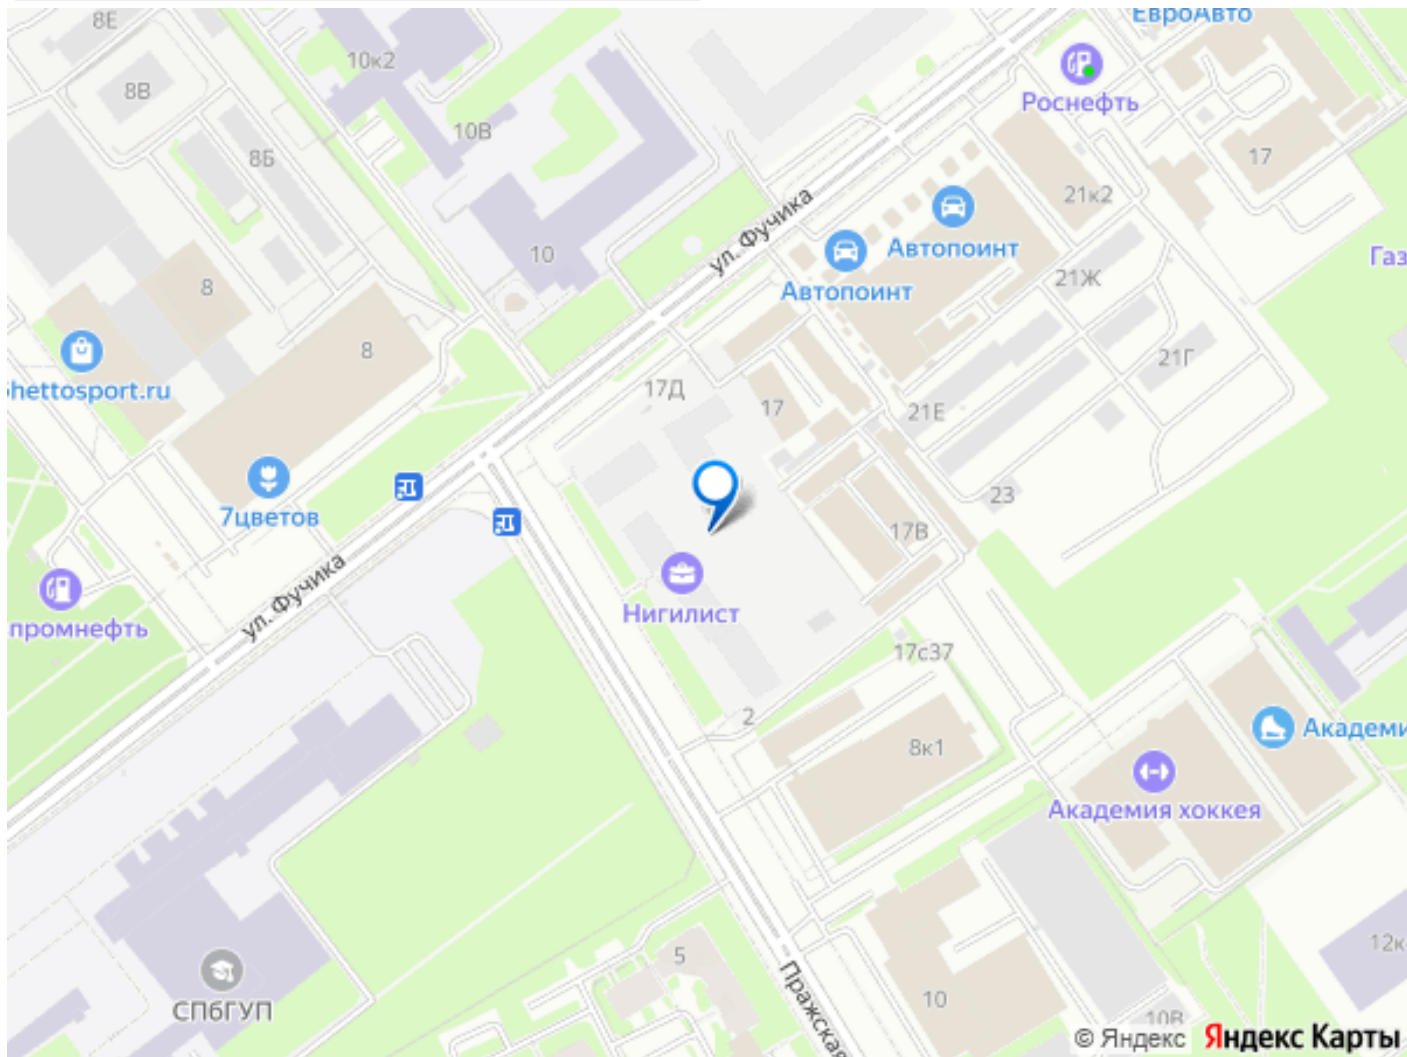 8Е
ЕвроАвто
10к2
8В
Роснефть
10В
8Б
17
21к2
ул. Фучика
Автопоинт
10
Газ
21Ж
8
Автопоинт
8
21Г
hettosport.ru
17Д
17
21Е
23
7цветов
17В
ул. Фучика
Нигилист
промнефть
17с37
2
Академи
8к1
Академия хоккея
12к
5
СПбГУП
Пражская
10
10В
© Яндекс Яндекс Карты